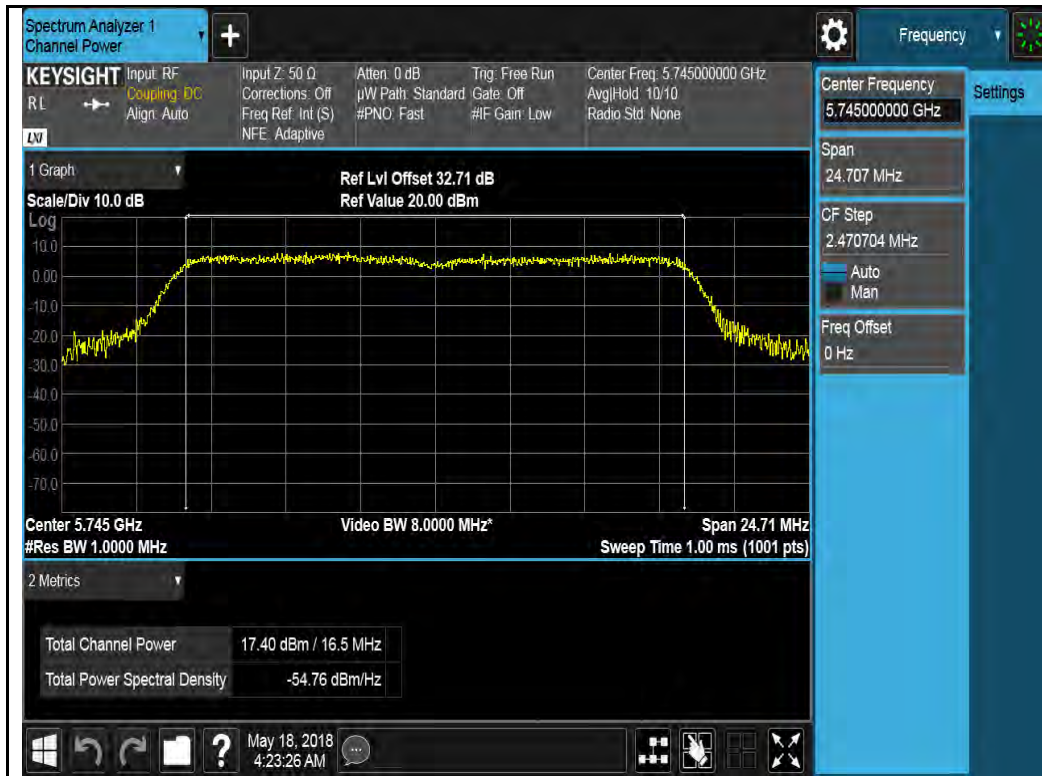 Spectrum Analyzer 1
Channel Power
+
Frequency
KEYSIGHT
RL
LXI
Input: RF
Coupling: DC
Align: Auto
Input Z: 50 Ω
Corrections: Off
Freq Ref: Int (S)
NFE: Adaptive
Atten: 0 dB
µW Path: Standard
#PNO: Fast
Trig: Free Run
Gate: Off
#IF Gain: Low
Center Freq: 5.745000000 GHz
Avg|Hold: 10/10
Radio Std: None
Center Frequency
5.745000000 GHz
Settings
Span
24.707 MHz
CF Step
2.470704 MHz
Auto
Man
Freq Offset
0 Hz
1 Graph
Scale/Div 10.0 dB
Ref Lvl Offset 32.71 dB
Ref Value 20.00 dBm
Log
10.0
0.00
-10.0
-20.0
-30.0
-40.0
-50.0
-60.0
-70.0
Center 5.745 GHz
#Res BW 1.0000 MHz
Video BW 8.0000 MHz*
Span 24.71 MHz
Sweep Time 1.00 ms (1001 pts)
2 Metrics
Total Channel Power 17.40 dBm / 16.5 MHz
Total Power Spectral Density -54.76 dBm/Hz
?
May 18, 2018
4:23:26 AM